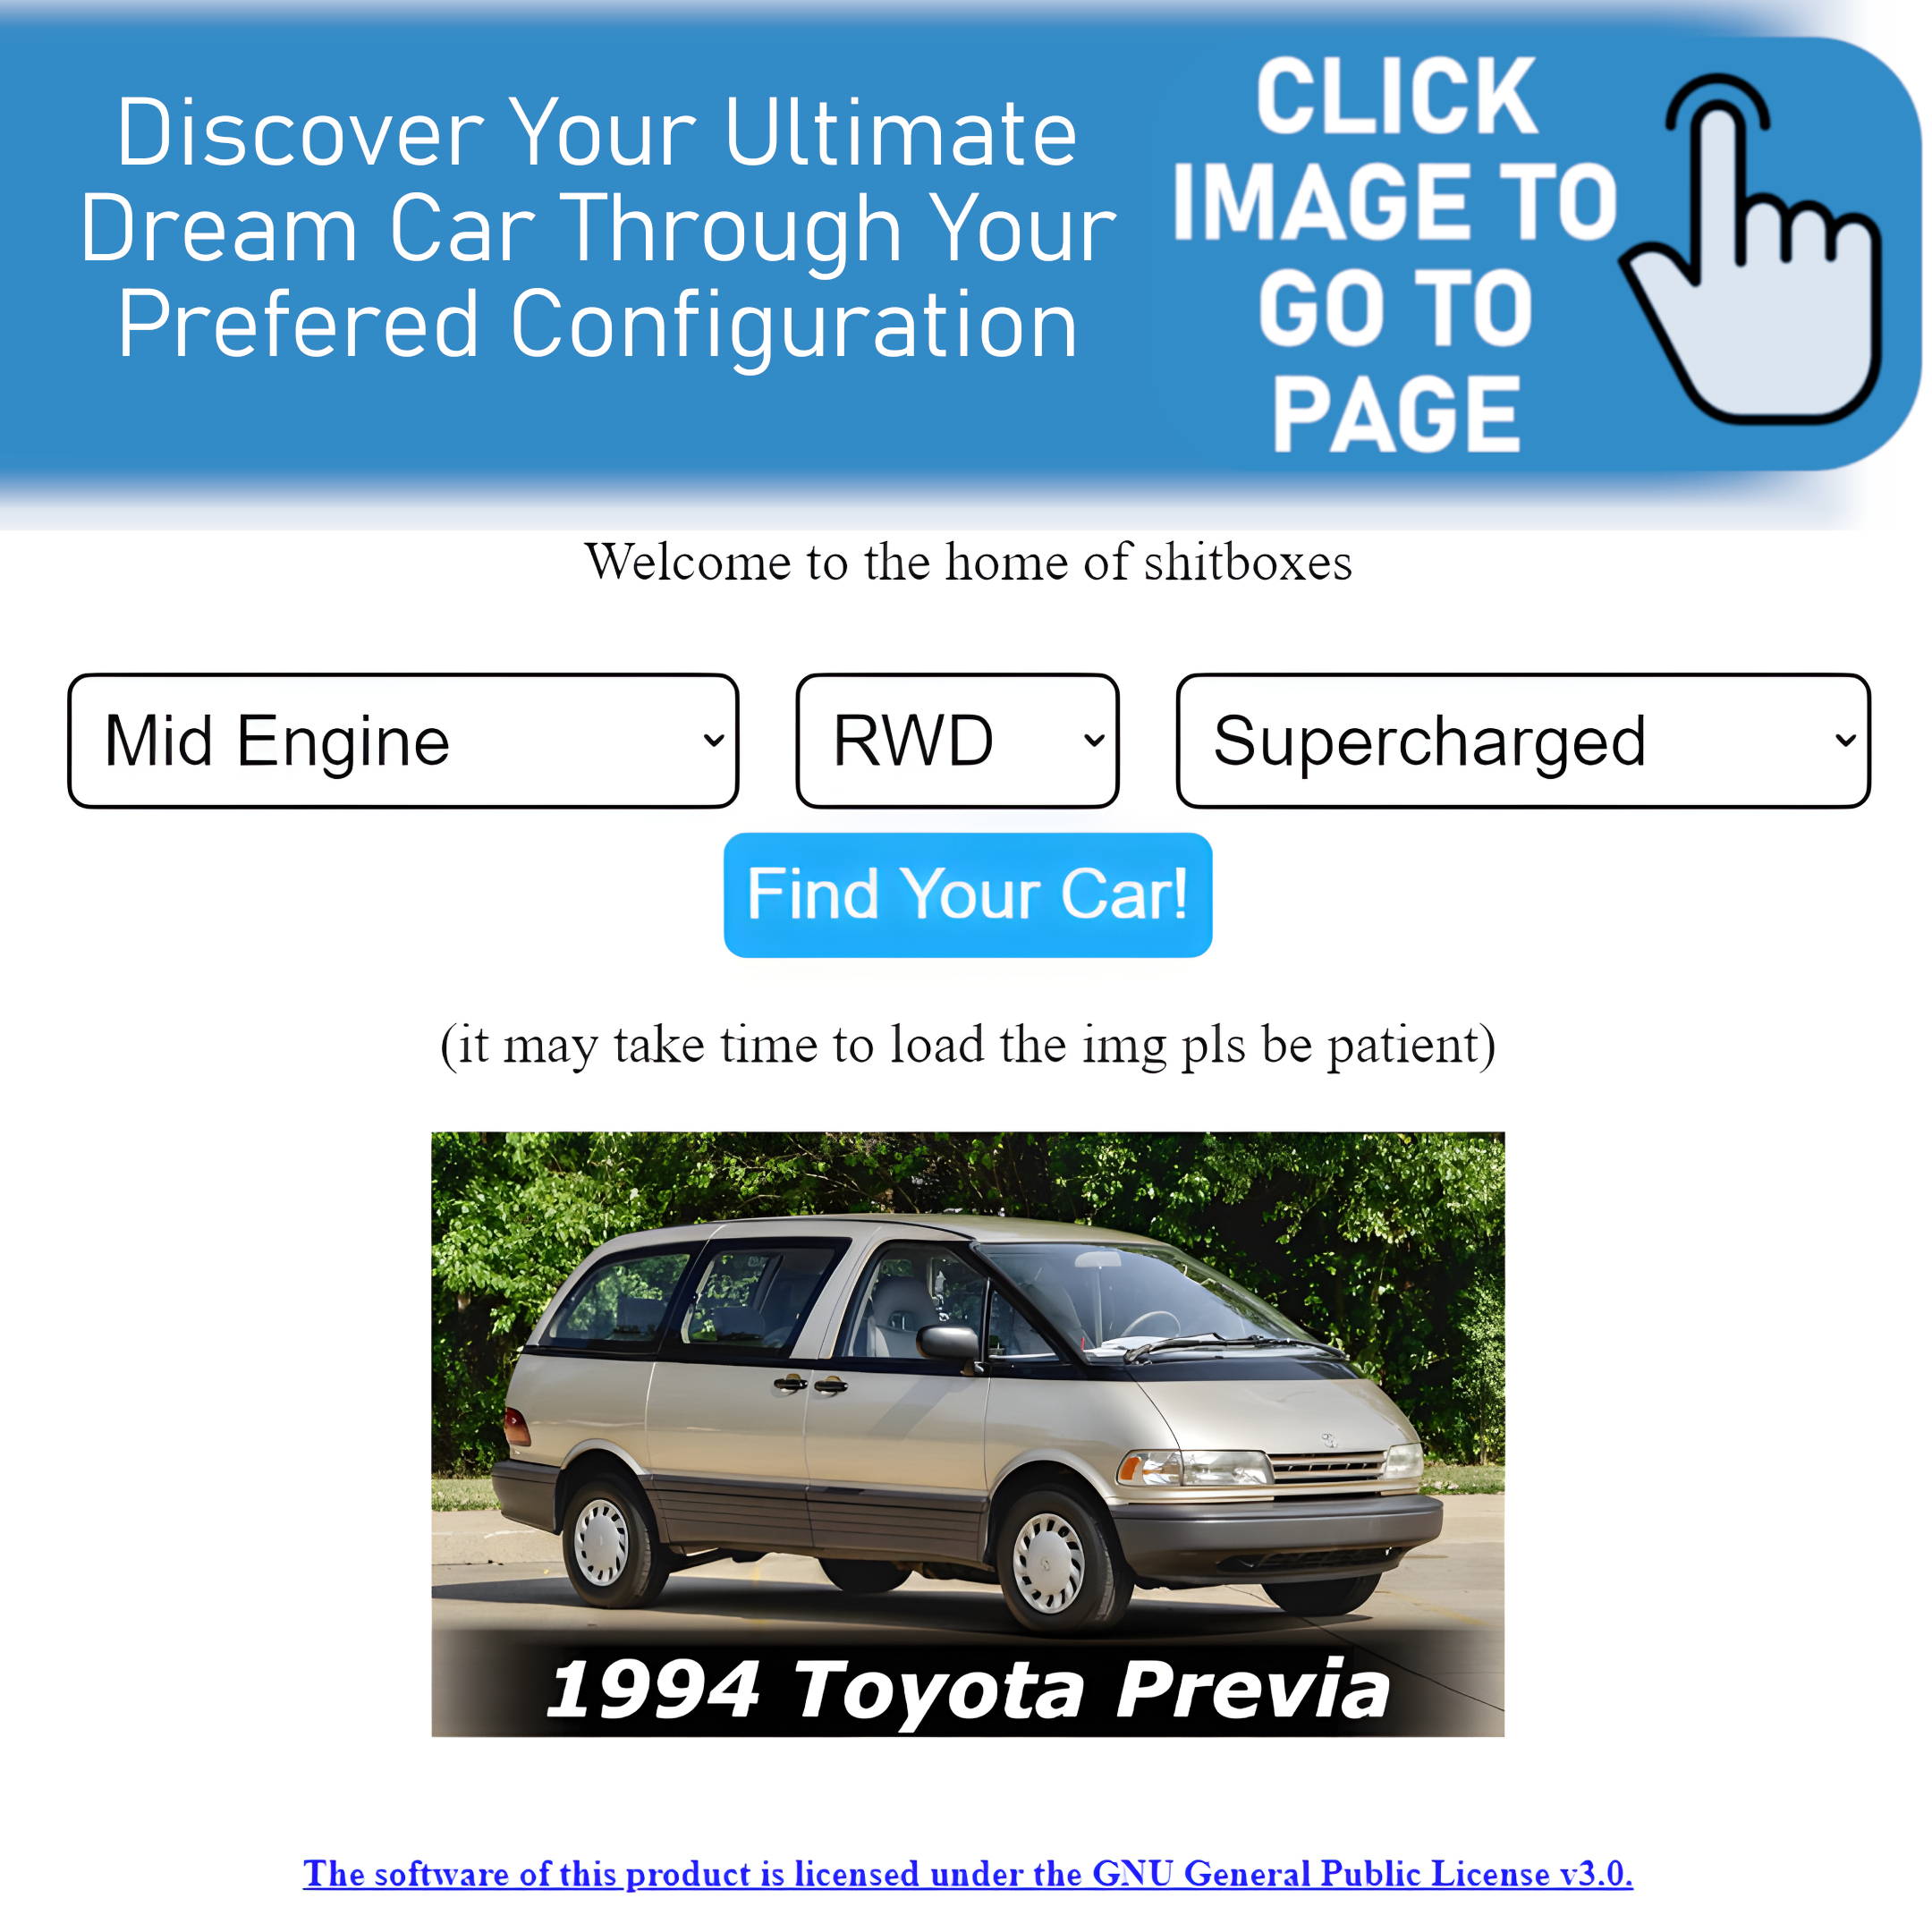 Discover Your Ultimate
Dream Car Through Your
Prefered Configuration
CLICK
IMAGE TO
GO TO
PAGE
Welcome to the home of shitboxes
Mid Engine
RWD
Supercharged
Find Your Car!
(it may take time to load the img pls be patient)
1994 Toyota Previa
The software of this product is licensed under the GNU General Public License v3.0.